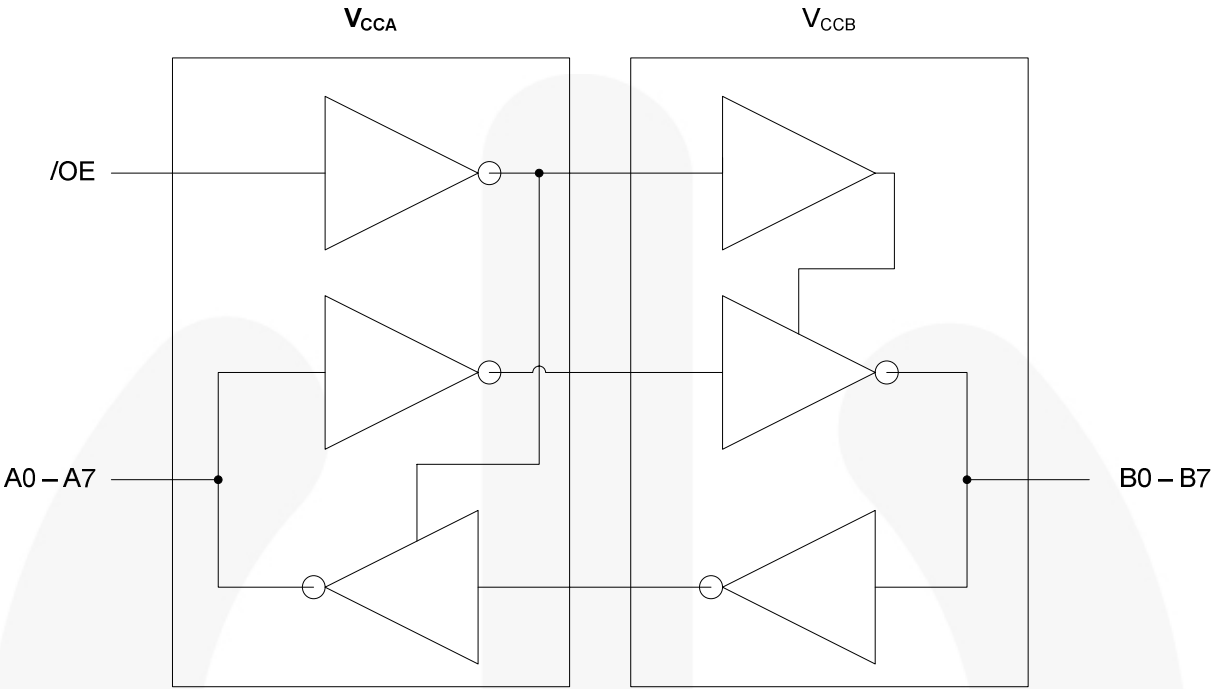 VCCA
VCCB
/OE
A0 – A7
B0 – B7